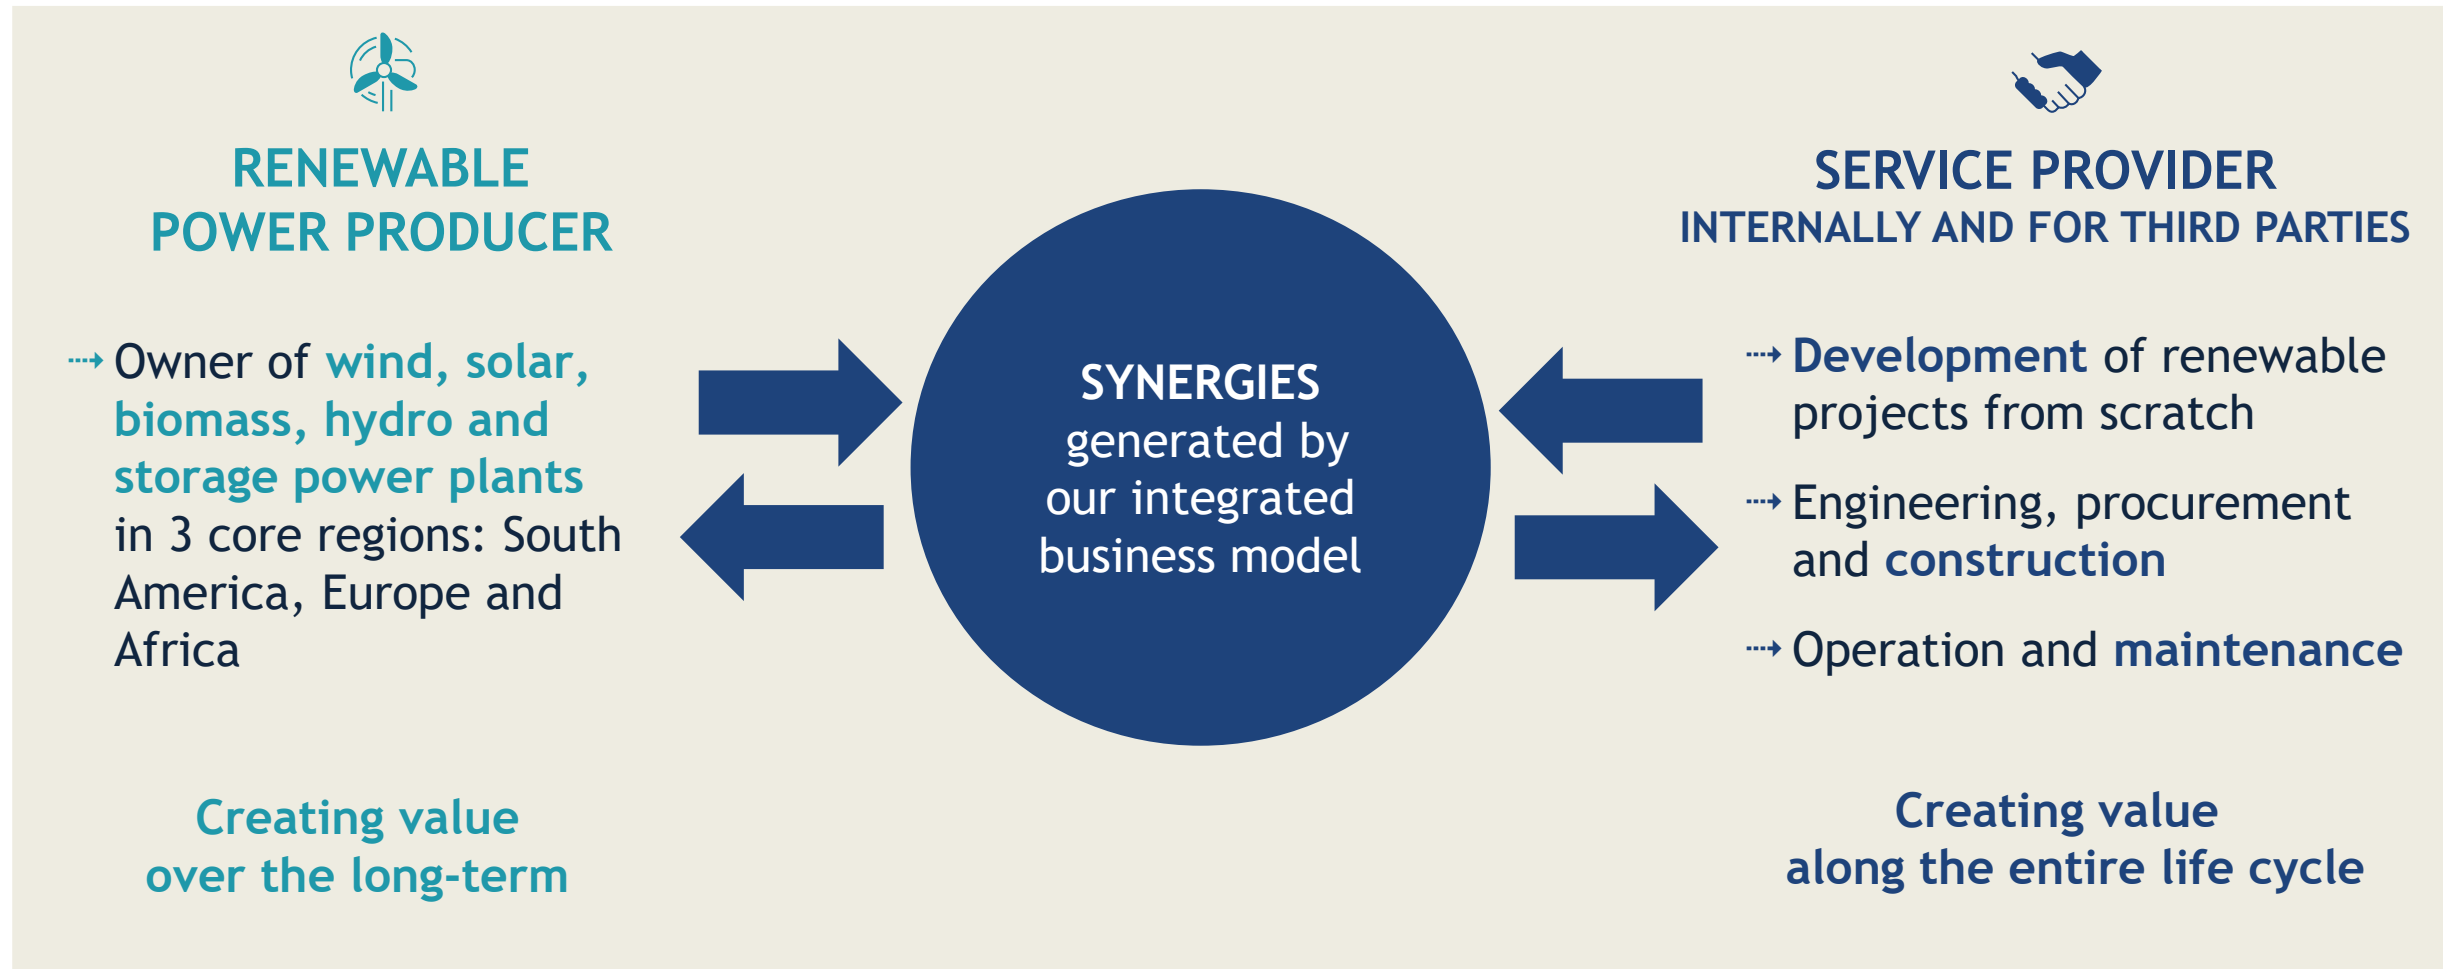 RENEWABLE
POWER PRODUCER
Owner of wind, solar,
biomass, hydro and
storage power plants
in 3 core regions: South
America, Europe and
Africa
Creating value
over the long-term
SYNERGIES
generated by
our integrated
business model
SERVICE PROVIDER
INTERNALLY AND FOR THIRD PARTIES
Development of renewable
projects from scratch
Engineering, procurement
and construction
Operation and maintenance
Creating value
along the entire life cycle